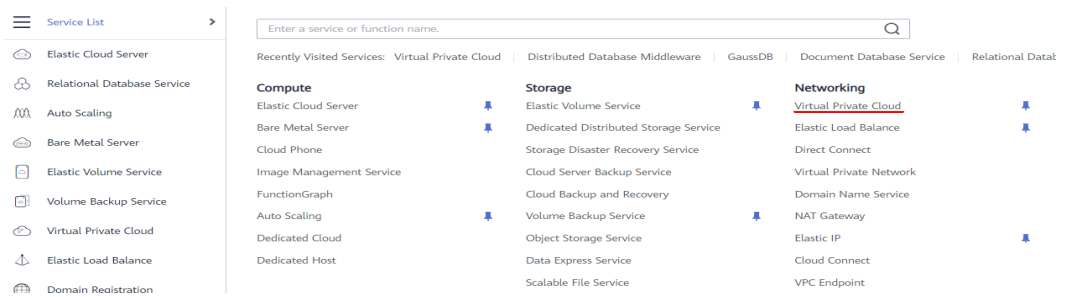 Service List
Elastic Cloud Server
Relational Database Service
Auto Scaling
Bare Metal Server
Elastic Volume Service
Volume Backup Service
Virtual Private Cloud
Elastic Load Balance
Domain Registration
Enter a service or function name.
Recently Visited Services: Virtual Private Cloud | Distributed Database Middleware | GaussDB | Document Database Service | Relational Datab
Compute
Elastic Cloud Server
Bare Metal Server
Cloud Phone
Image Management Service
FunctionGraph
Auto Scaling
Dedicated Cloud
Dedicated Host
Storage
Elastic Volume Service
Dedicated Distributed Storage Service
Storage Disaster Recovery Service
Cloud Server Backup Service
Cloud Backup and Recovery
Volume Backup Service
Object Storage Service
Data Express Service
Scalable File Service
Networking
Virtual Private Cloud
Elastic Load Balance
Direct Connect
Virtual Private Network
Domain Name Service
NAT Gateway
Elastic IP
Cloud Connect
VPC Endpoint